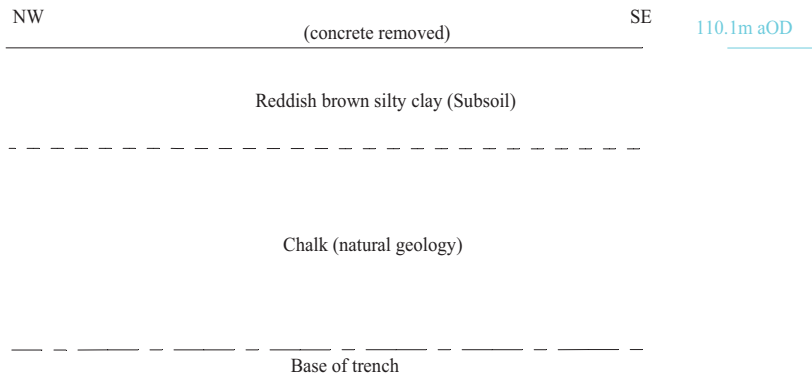 NW
SE
(concrete removed)
110.1m aOD
Reddish brown silty clay (Subsoil)
Chalk (natural geology)
Base of trench